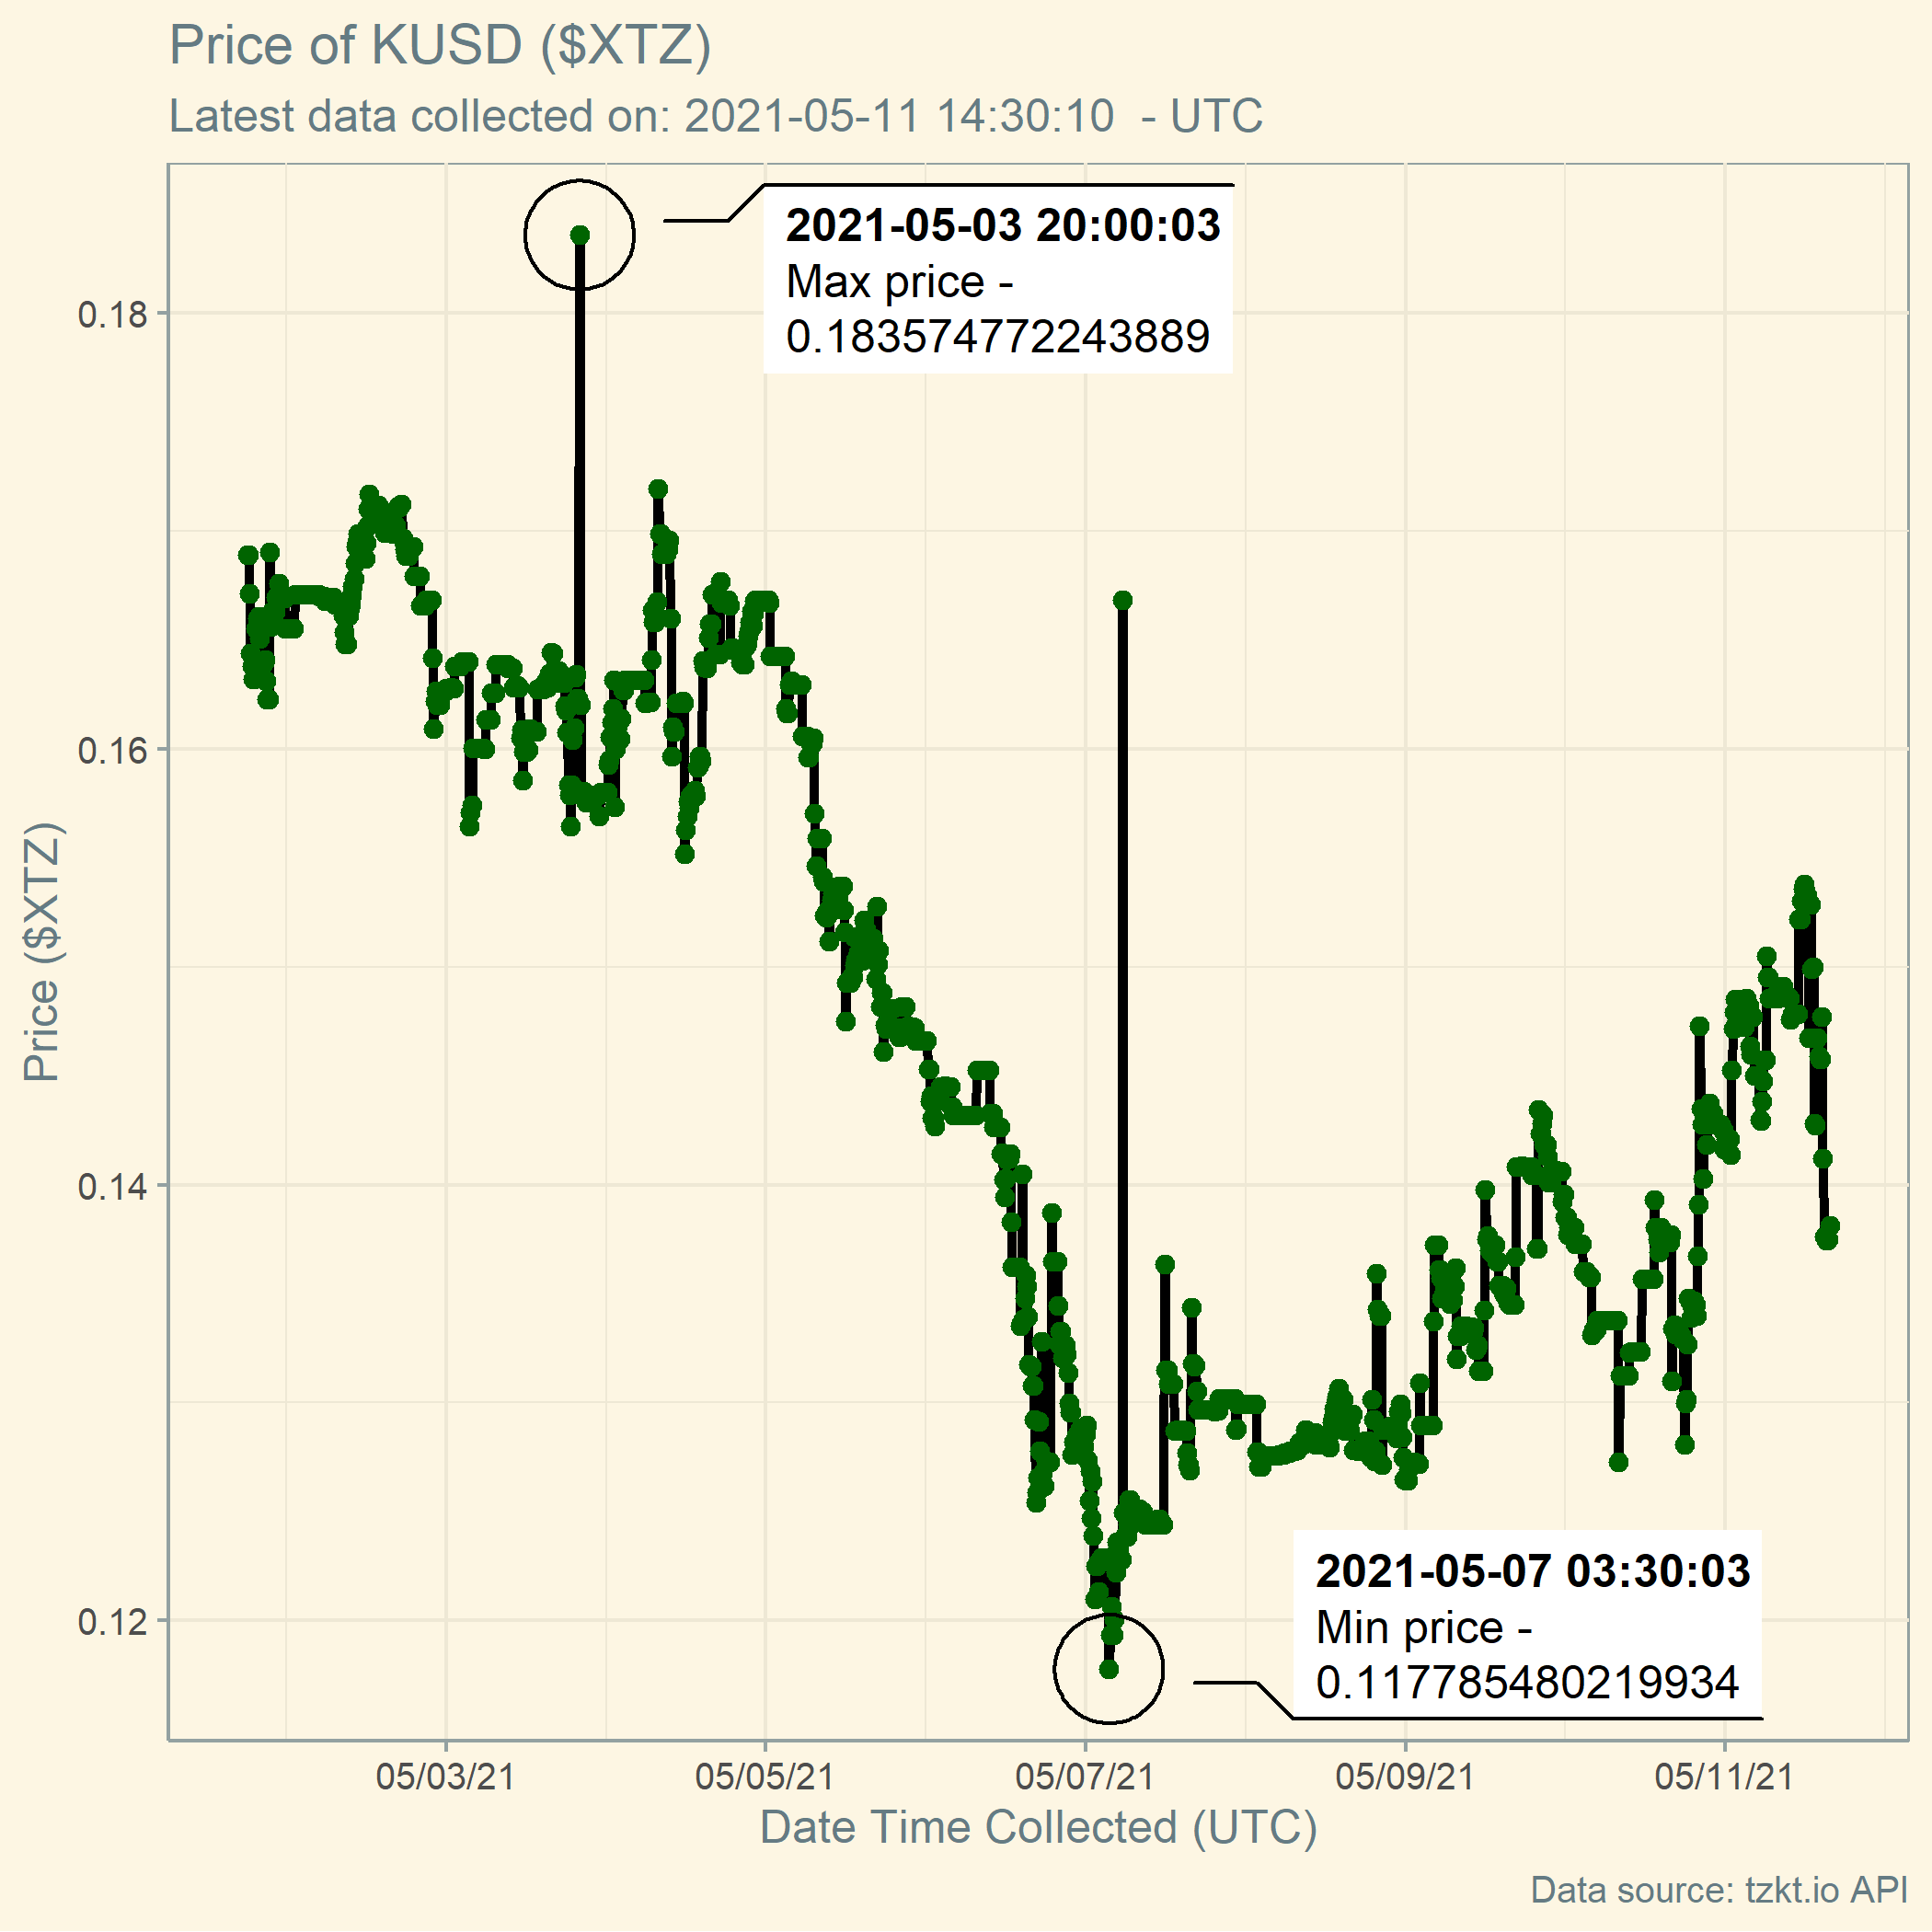 Price of KUSD ($XTZ)
Latest data collected on: 2021-05-11 14:30:10  - UTC
2021-05-03 20:00:03
Max price -
0.183574772243889
0.18
0.16
0.14
0.12
Price ($XTZ)
2021-05-07 03:30:03
Min price -
0.117785480219934
05/03/21
05/05/21
05/07/21
05/09/21
05/11/21
Date Time Collected (UTC)
Data source: tzkt.io API